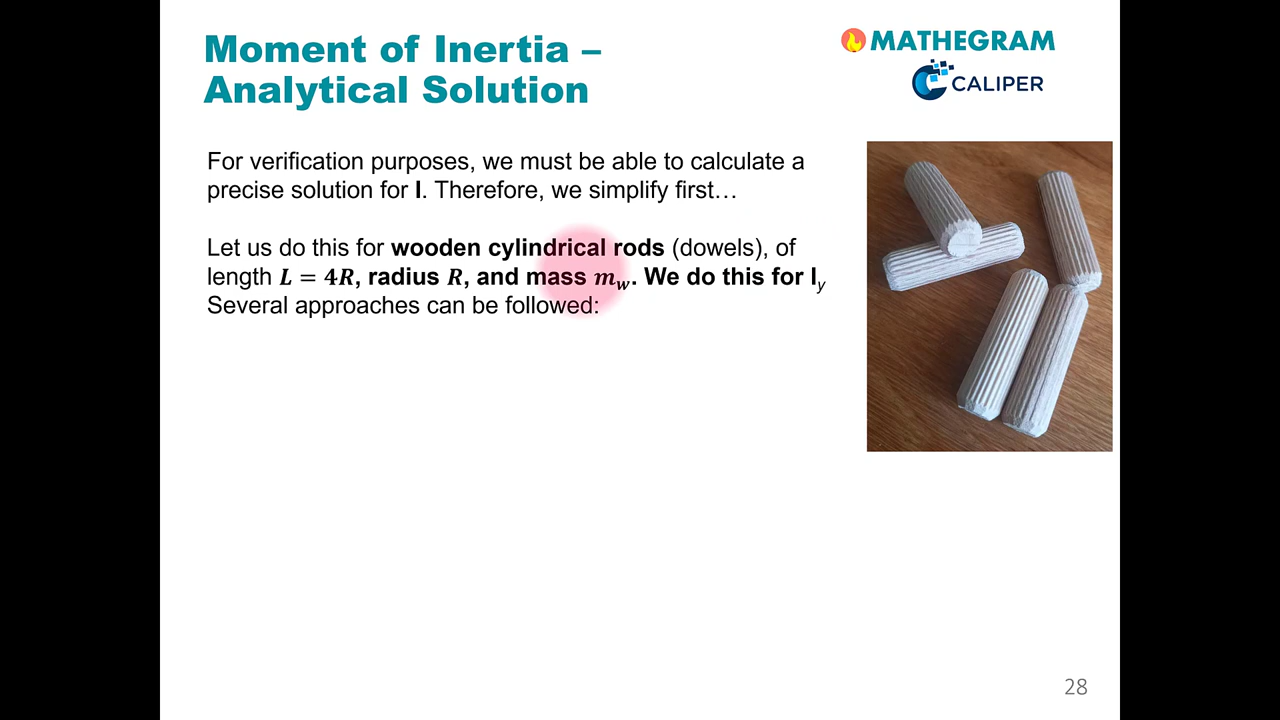 Moment of Inertia –
Analytical Solution
MATHEGRAM
CALIPER
For verification purposes, we must be able to calculate a
precise solution for I. Therefore, we simplify first…
Let us do this for wooden cylindrical rods (dowels), of
length L = 4R, radius R, and mass m_w. We do this for I_y
Several approaches can be followed:
28